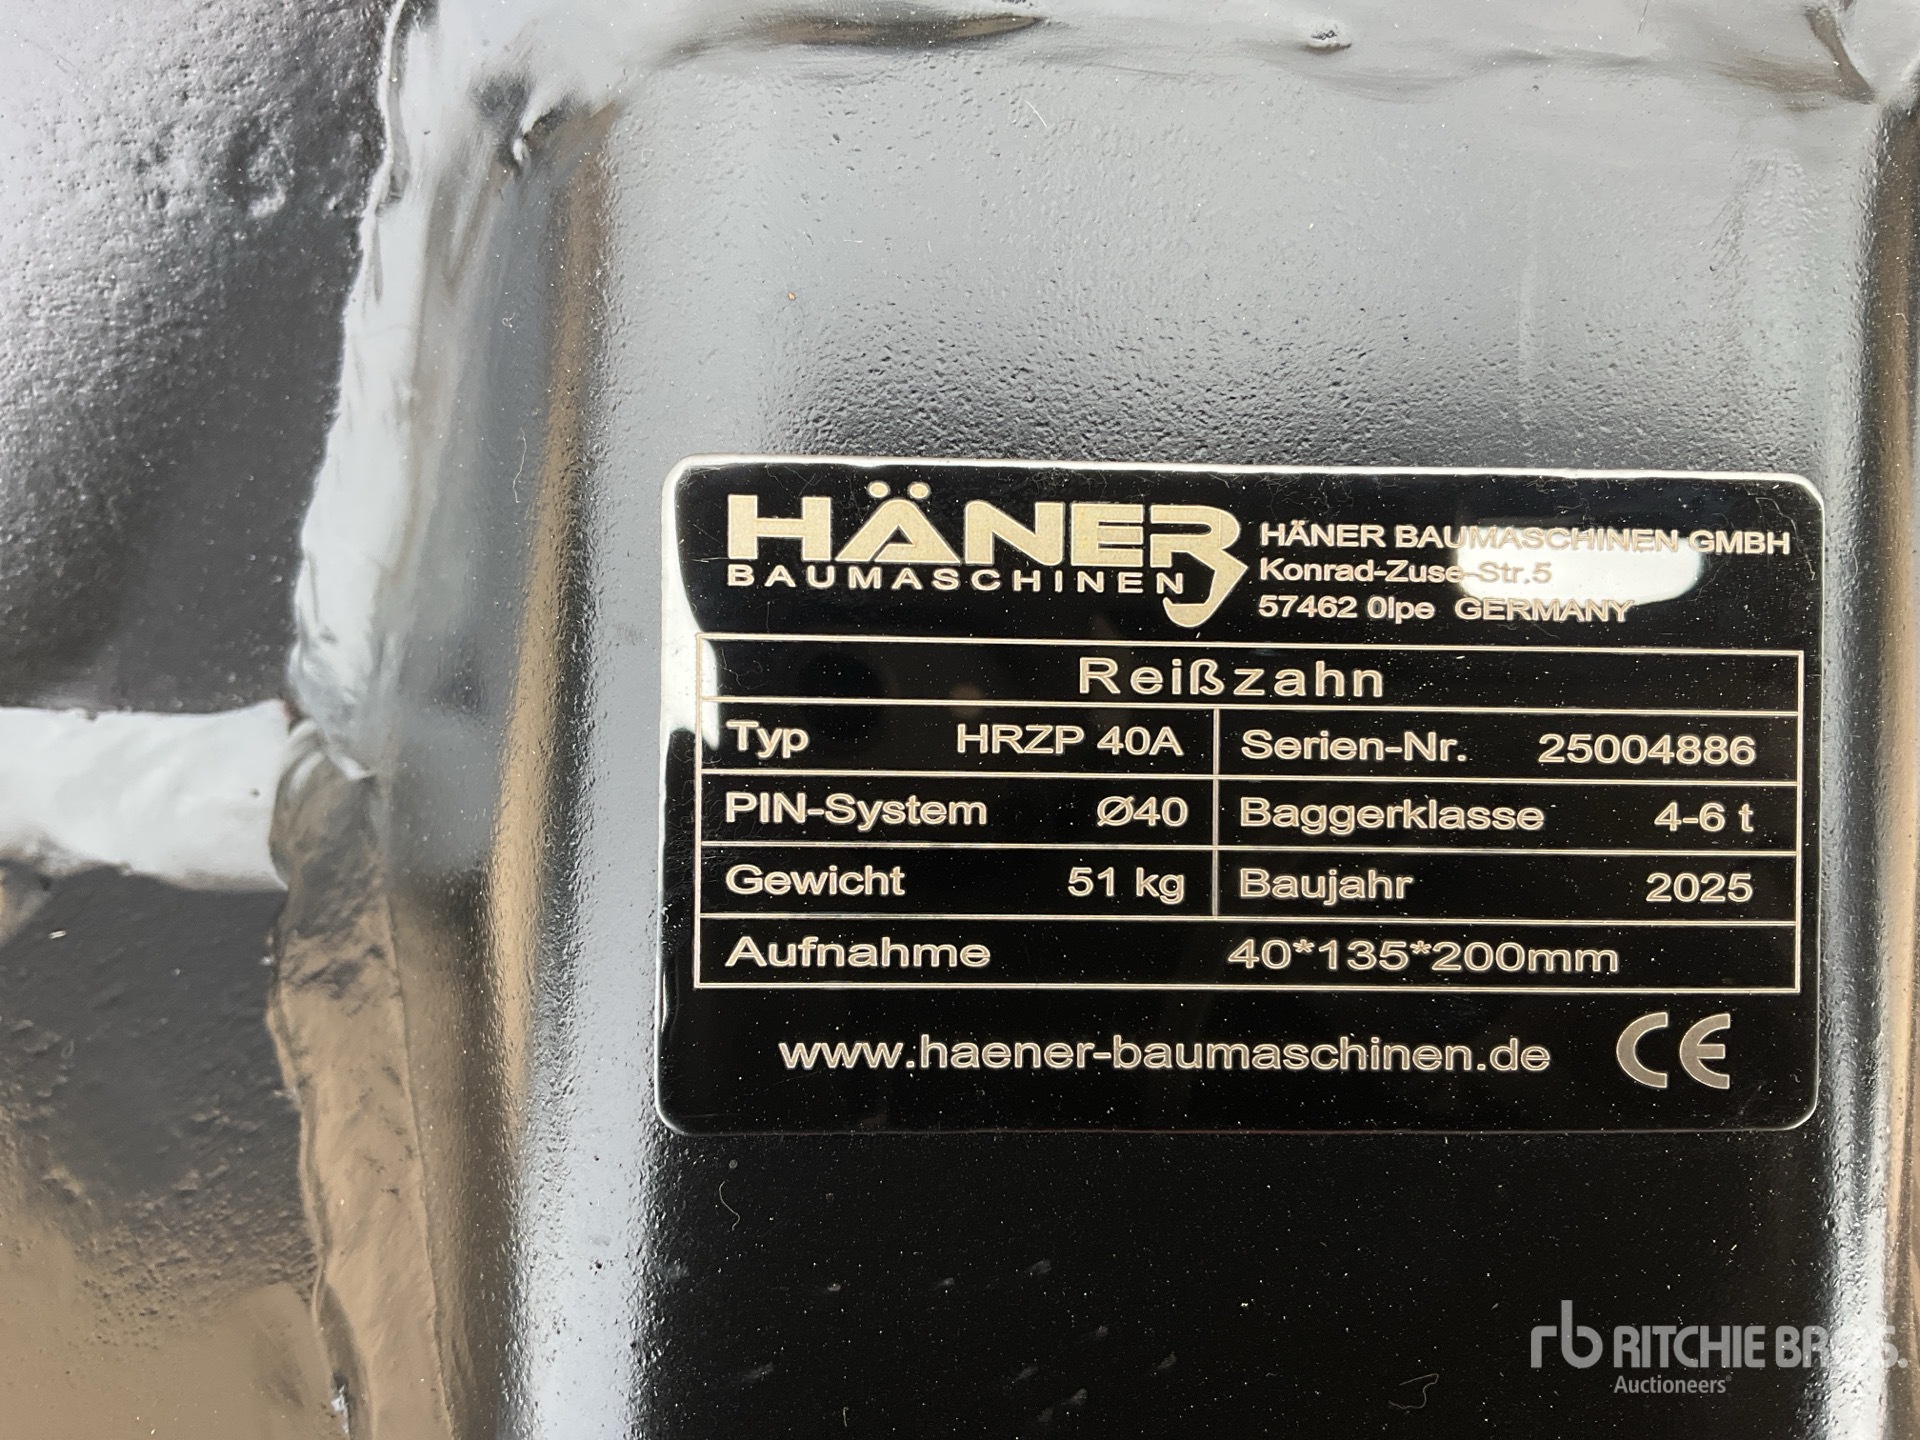 HÄNER
BAUMASCHINEN
HÄNER BAUMASCHINEN GMBH
Konrad-Zuse-Str.5
57462 Olpe GERMANY
Reißzahn
Typ HRZP 40A Serien-Nr. 25004886
PIN-System Ø40 Baggerklasse 4-6 t
Gewicht 51 kg Baujahr 2025
Aufnahme 40*135*200mm
www.haener-baumaschinen.de CE
rb RITCHIE BROS.
Auctioneers